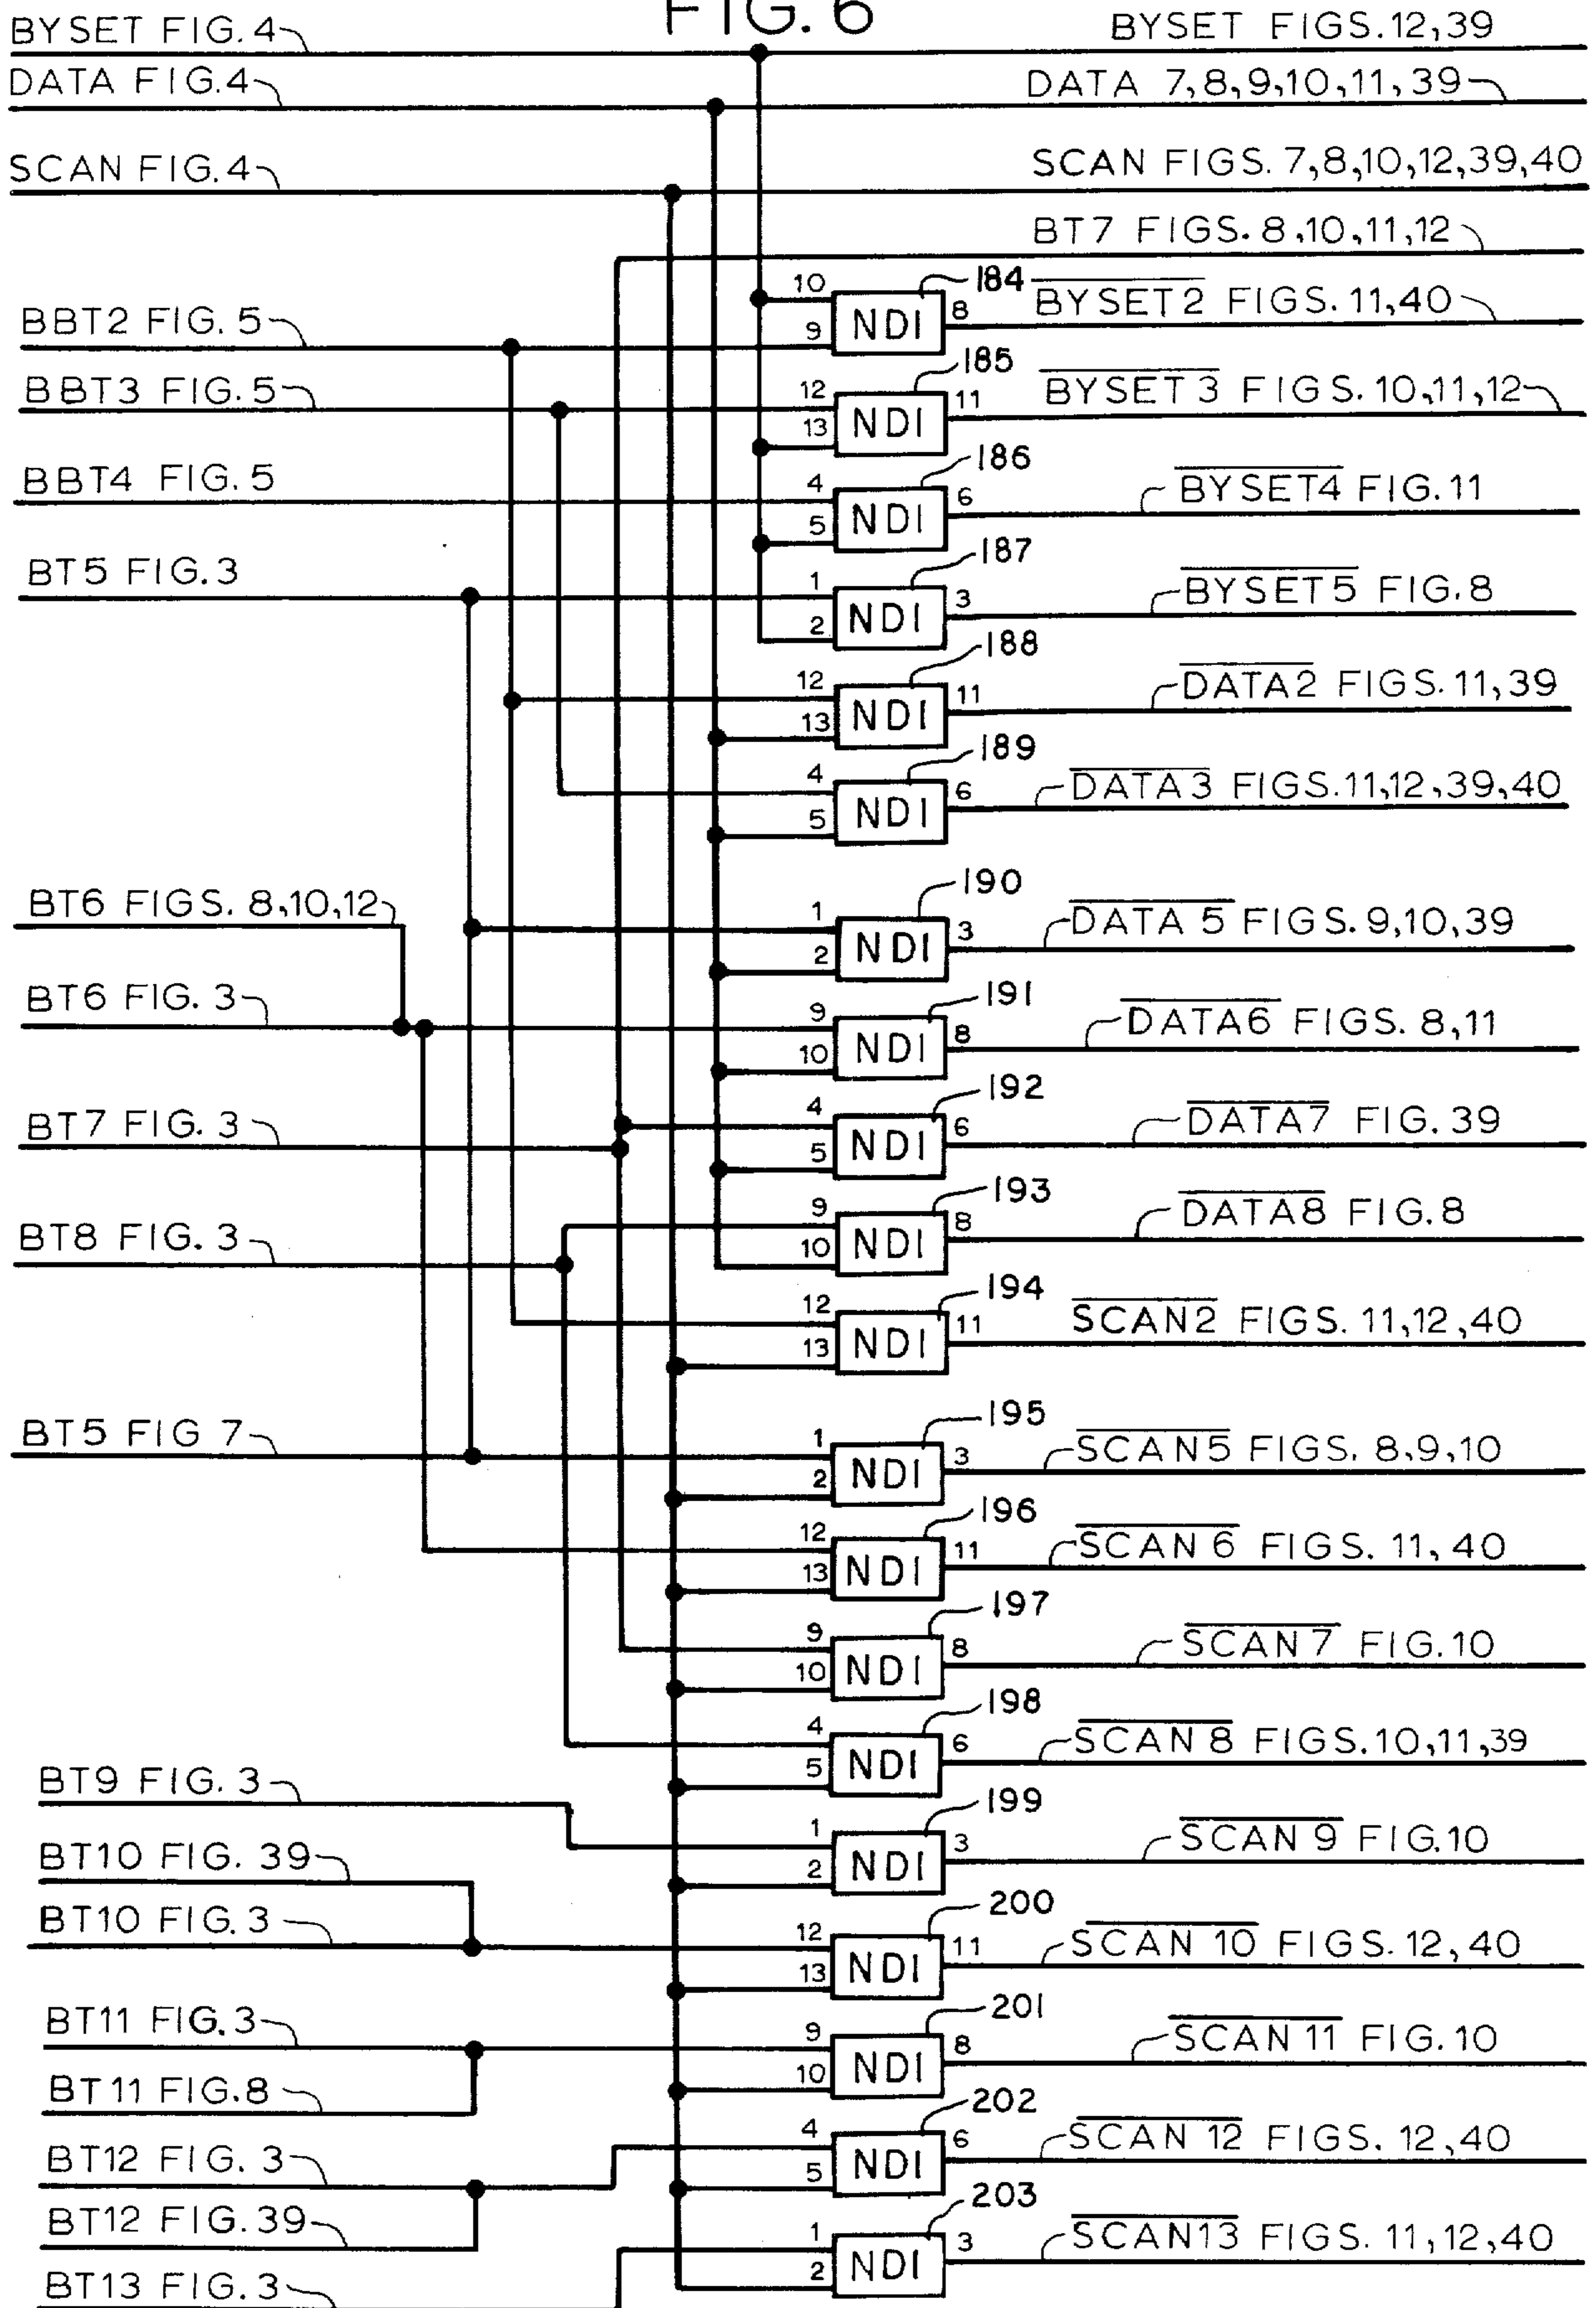 FIG. 6
BYSET FIG. 4 BYSET FIGS. 12,39
DATA FIG. 4 DATA 7,8,9,10,11,39
SCAN FIG. 4 SCAN FIGS. 7,8,10,12,39,40
BT7 FIGS. 8,10,11,12
10 184 BYSET2 FIGS. 11,40
BBT2 FIG. 5 9 NDI 8
185
BBT3 FIG. 5 12 13 NDI 11 BYSET 3 FIGS. 10,11,12
186
BBT4 FIG. 5 4 5 NDI 6 BYSET4 FIG. 11
187
BT5 FIG. 3 1 2 NDI 3 BYSET5 FIG. 8
188
12 13 NDI 11 DATA2 FIGS. 11,39
189
4 5 NDI 6 DATA3 FIGS. 11,12,39,40
190
BT6 FIGS. 8,10,12 1 2 NDI 3 DATA 5 FIGS. 9,10,39
191
BT6 FIG. 3 9 10 NDI 8 DATA6 FIGS. 8,11
192
BT7 FIG. 3 4 5 NDI 6 DATA7 FIG. 39
193
BT8 FIG. 3 9 10 NDI 8 DATA8 FIG. 8
194
12 13 NDI 11 SCAN2 FIGS. 11,12,40
195
BT5 FIG 7 1 2 NDI 3 SCAN5 FIGS. 8,9,10
196
12 13 NDI 11 SCAN 6 FIGS. 11,40
197
9 10 NDI 8 SCAN 7 FIG. 10
198
4 5 NDI 6 SCAN 8 FIGS. 10,11,39
199
BT9 FIG. 3 1 2 NDI 3 SCAN 9 FIG. 10
BT10 FIG. 39
200
BT10 FIG. 3 12 13 NDI 11 SCAN 10 FIGS. 12,40
201
BT11 FIG. 3 9 10 NDI 8 SCAN 11 FIG. 10
BT11 FIG. 8
202
BT12 FIG. 3 4 5 NDI 6 SCAN 12 FIGS. 12,40
203
BT12 FIG. 39 1 2 NDI 3 SCAN13 FIGS. 11,12,40
BT13 FIG. 3